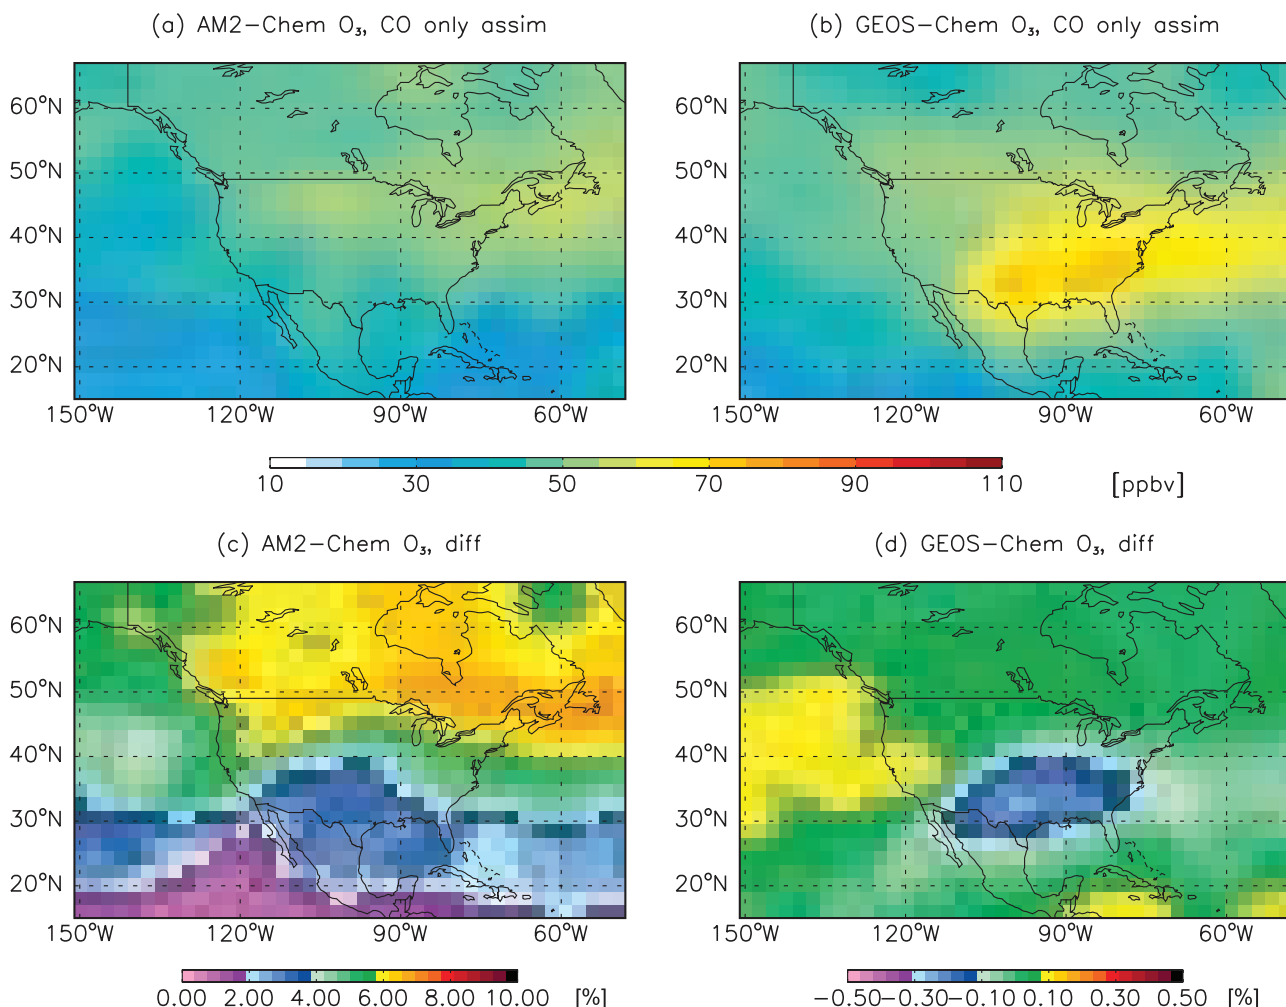 (a) AM2-Chem O₃, CO only assim
(b) GEOS-Chem O₃, CO only assim
60°N
50°N
40°N
30°N
20°N
150°W 120°W 90°W 60°W
60°N
50°N
40°N
30°N
20°N
150°W 120°W 90°W 60°W
10 30 50 70 90 110 [ppbv]
(c) AM2-Chem O₃, diff
(d) GEOS-Chem O₃, diff
60°N
50°N
40°N
30°N
20°N
150°W 120°W 90°W 60°W
60°N
50°N
40°N
30°N
20°N
150°W 120°W 90°W 60°W
0.00 2.00 4.00 6.00 8.00 10.00 [%]
-0.50 -0.30 -0.10 0.10 0.30 0.50 [%]